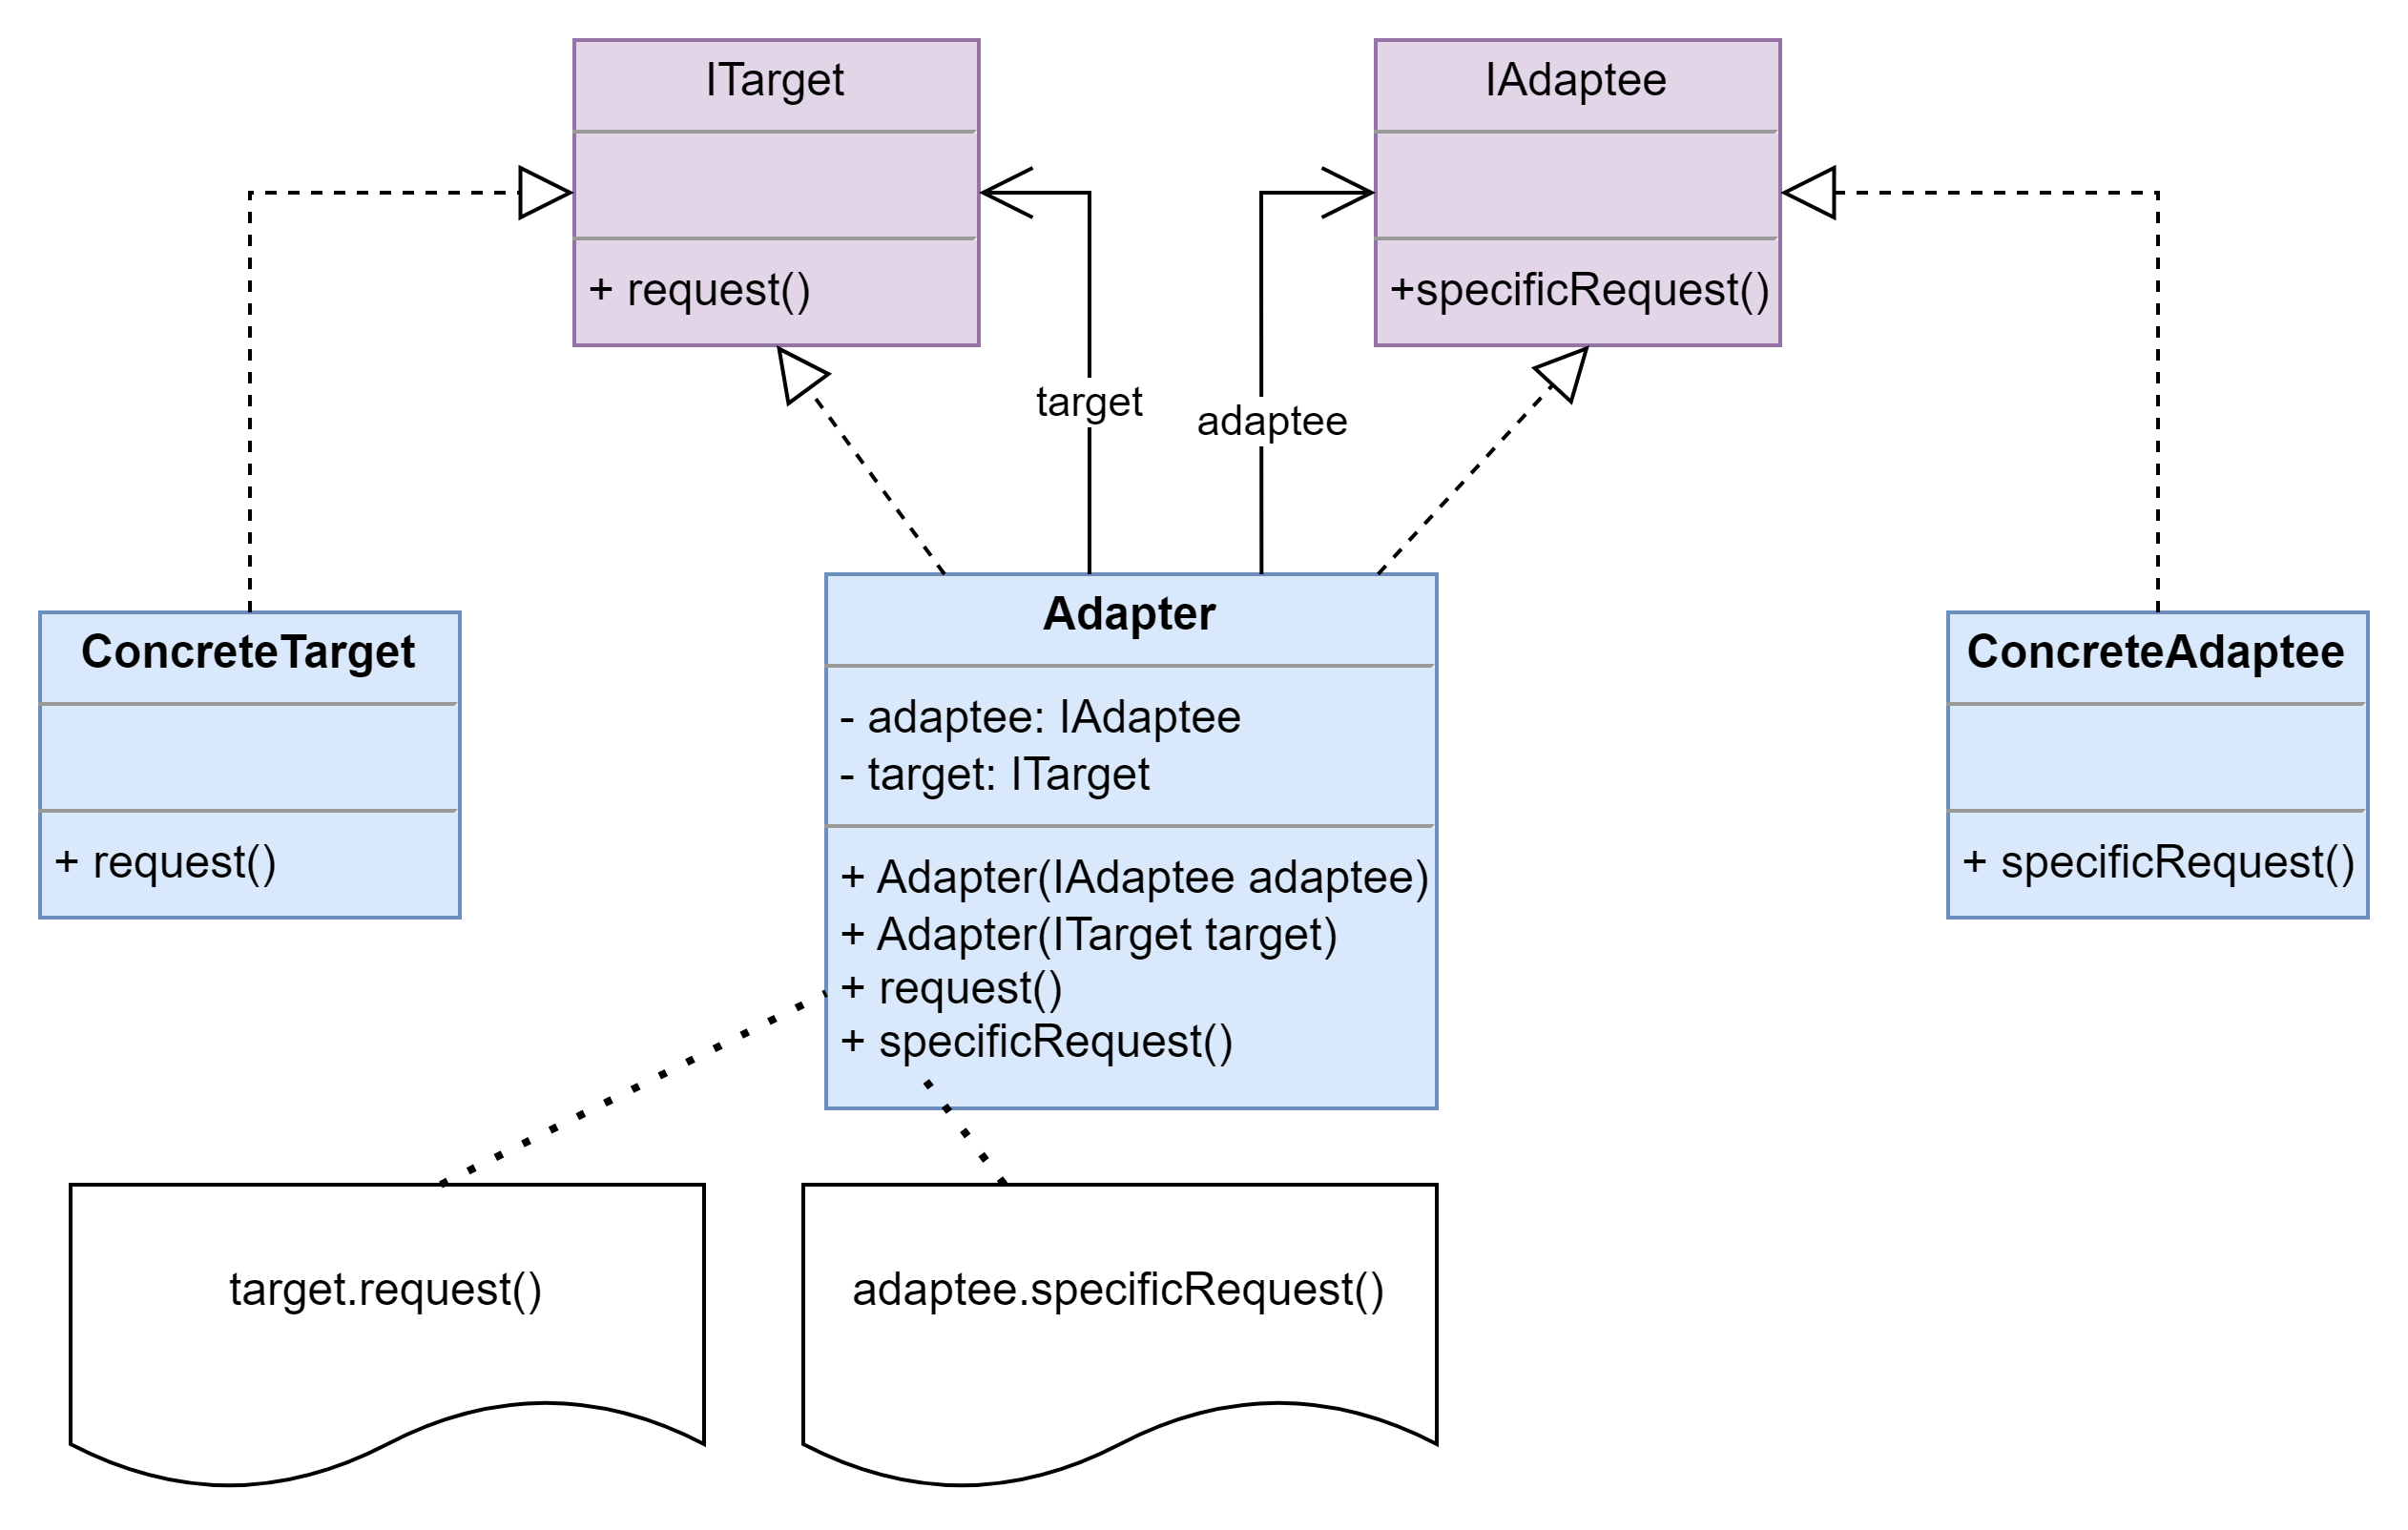 ITarget
+ request()
IAdaptee
+specificRequest()
target
adaptee
ConcreteTarget
+ request()
Adapter
- adaptee: IAdaptee
- target: ITarget
+ Adapter(IAdaptee adaptee)
+ Adapter(ITarget target)
+ request()
+ specificRequest()
ConcreteAdaptee
+ specificRequest()
target.request()
adaptee.specificRequest()